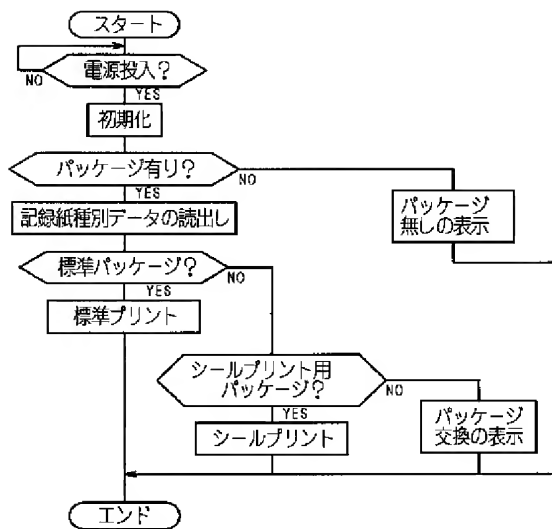 スタート
電源投入?
NO
YES
初期化
パッケージ有り?
NO
YES
記録紙種別データの読出し
パッケージ
無しの表示
標準パッケージ?
NO
YES
標準プリント
シールプリント用
パッケージ?
NO
YES
シールプリント
パッケージ
交換の表示
エンド